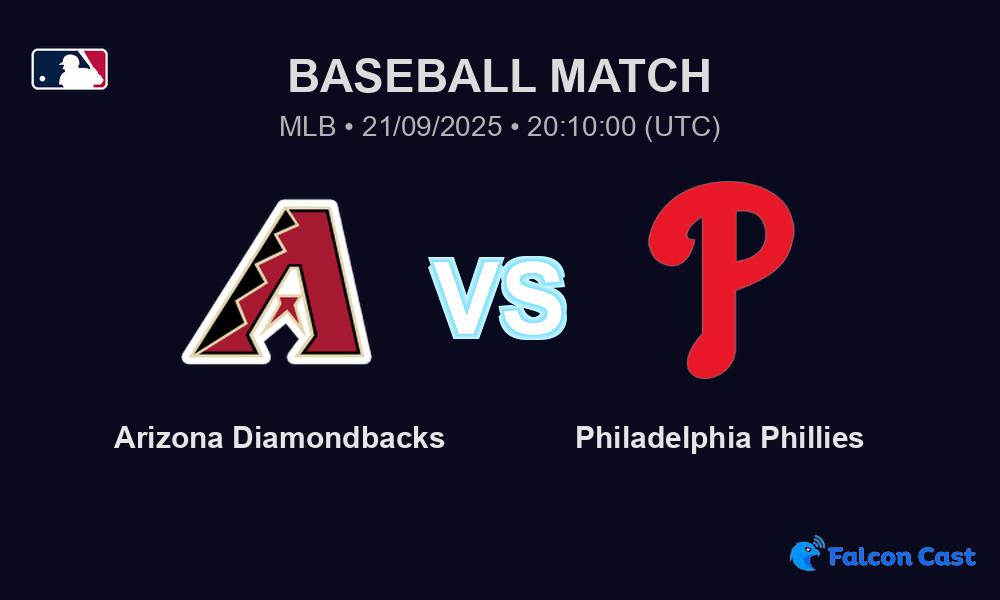 BASEBALL MATCH
MLB • 21/09/2025 • 20:10:00 (UTC)
A
VS
P
Arizona Diamondbacks
Philadelphia Phillies
Falcon Cast